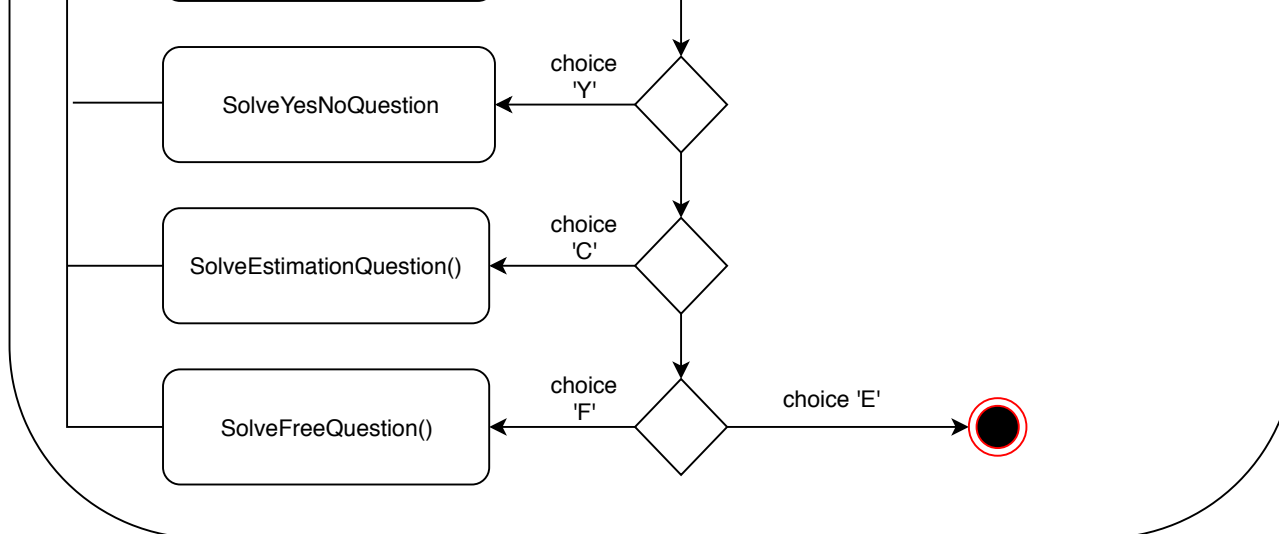 choice
'Y'
SolveYesNoQuestion
choice
'C'
SolveEstimationQuestion()
choice
'F'
choice 'E'
SolveFreeQuestion()